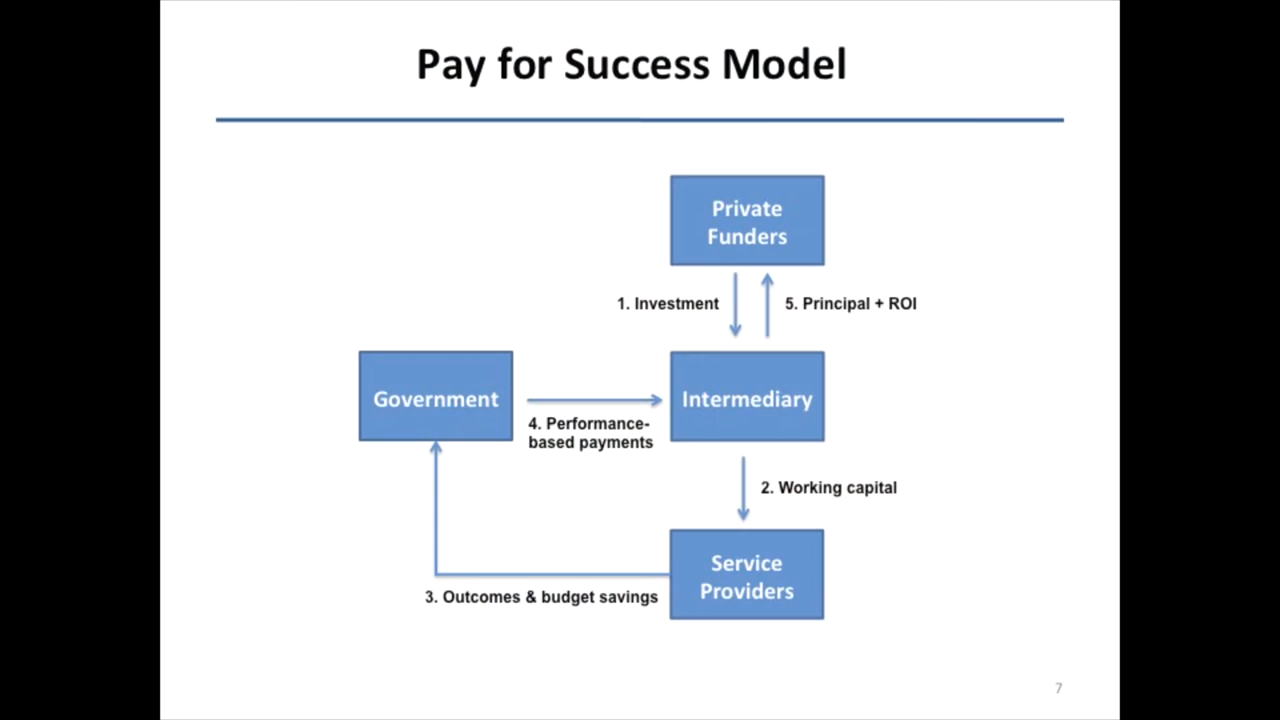 Pay for Success Model
Private
Funders
1. Investment
5. Principal + ROI
Government
4. Performance-
based payments
Intermediary
2. Working capital
Service
Providers
3. Outcomes & budget savings
7